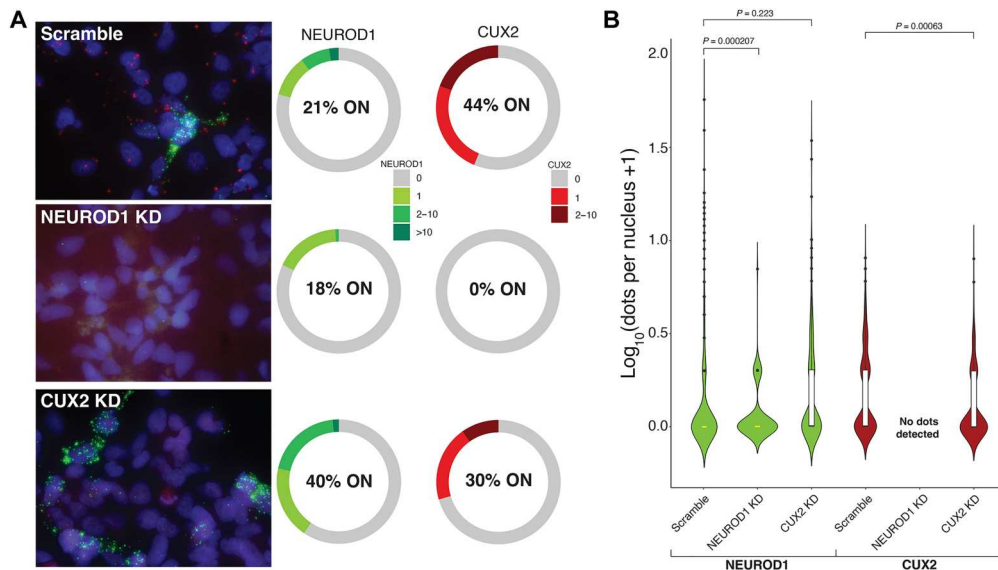 A
Scramble
NEUROD1
CUX2
21% ON
44% ON
NEUROD1
0
1
2–10
>10
CUX2
0
1
2–10
NEUROD1 KD
18% ON
0% ON
CUX2 KD
40% ON
30% ON
B
P = 0.223
P = 0.000207
P = 0.00063
Log10(dots per nucleus +1)
2.0
1.5
1.0
0.5
0.0
No dots
detected
Scramble
NEUROD1 KD
CUX2 KD
Scramble
NEUROD1 KD
CUX2 KD
NEUROD1
CUX2